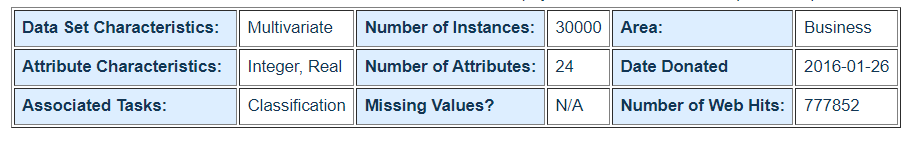 Data Set Characteristics: Multivariate Number of Instances: 30000 Area: Business
Attribute Characteristics: Integer, Real Number of Attributes: 24 Date Donated 2016-01-26
Associated Tasks: Classification Missing Values? N/A Number of Web Hits: 777852